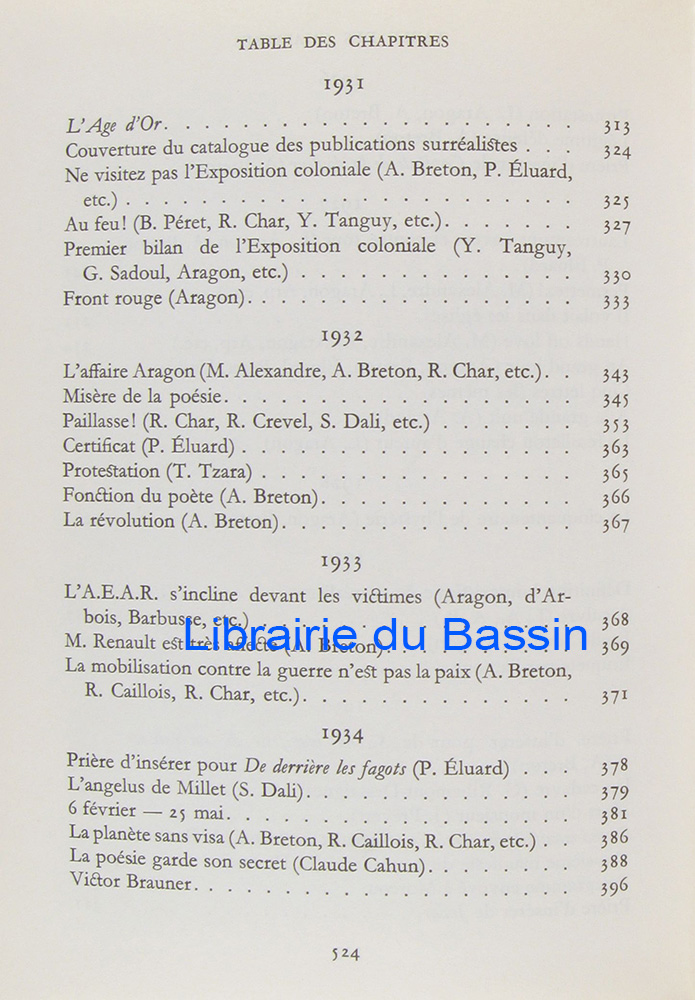 TABLE DES CHAPITRES
1931
L'Age d'Or. . . . . . . . . . . . . . . . . . . . 313
Couverture du catalogue des publications surréalistes . . . 324
Ne visitez pas l'Exposition coloniale (A. Breton, P. Éluard,
etc.) . . . . . . . . . . . . . . . . . . . . . . 325
Au feu! (B. Péret, R. Char, Y. Tanguy, etc.). . . . . . . 327
Premier bilan de l'Exposition coloniale (Y. Tanguy,
G. Sadoul, Aragon, etc.) . . . . . . . . . . . . . 330
Front rouge (Aragon). . . . . . . . . . . . . . . . 333
1932
L'affaire Aragon (M. Alexandre, A. Breton, R. Char, etc.). . 343
Misère de la poésie. . . . . . . . . . . . . . . . . 345
Paillasse! (R. Char, R. Crevel, S. Dali, etc.) . . . . . . . 353
Certificat (P. Éluard) . . . . . . . . . . . . . . . . 363
Protestation (T. Tzara) . . . . . . . . . . . . . . . 365
Fonction du poète (A. Breton). . . . . . . . . . . . 366
La révolution (A. Breton). . . . . . . . . . . . . . 367
1933
L'A.E.A.R. s'incline devant les victimes (Aragon, d'Ar-
bois, Barbusse, etc.) . . . . . . . . . . . . . . . 368
M. Renault est très affecté (A. Breton). . . . . . . . . 369
Librairie du Bassin
La mobilisation contre la guerre n'est pas la paix (A. Breton,
R. Caillois, R. Char, etc.). . . . . . . . . . . . . 371
1934
Prière d'insérer pour De derrière les fagots (P. Éluard) . . . 378
L'angelus de Millet (S. Dali). . . . . . . . . . . . . 379
6 février — 25 mai. . . . . . . . . . . . . . . . . 381
La planète sans visa (A. Breton, R. Caillois, R. Char, etc.) . . 386
La poésie garde son secret (Claude Cahun). . . . . . . 388
Victor Brauner. . . . . . . . . . . . . . . . . . . 396
524